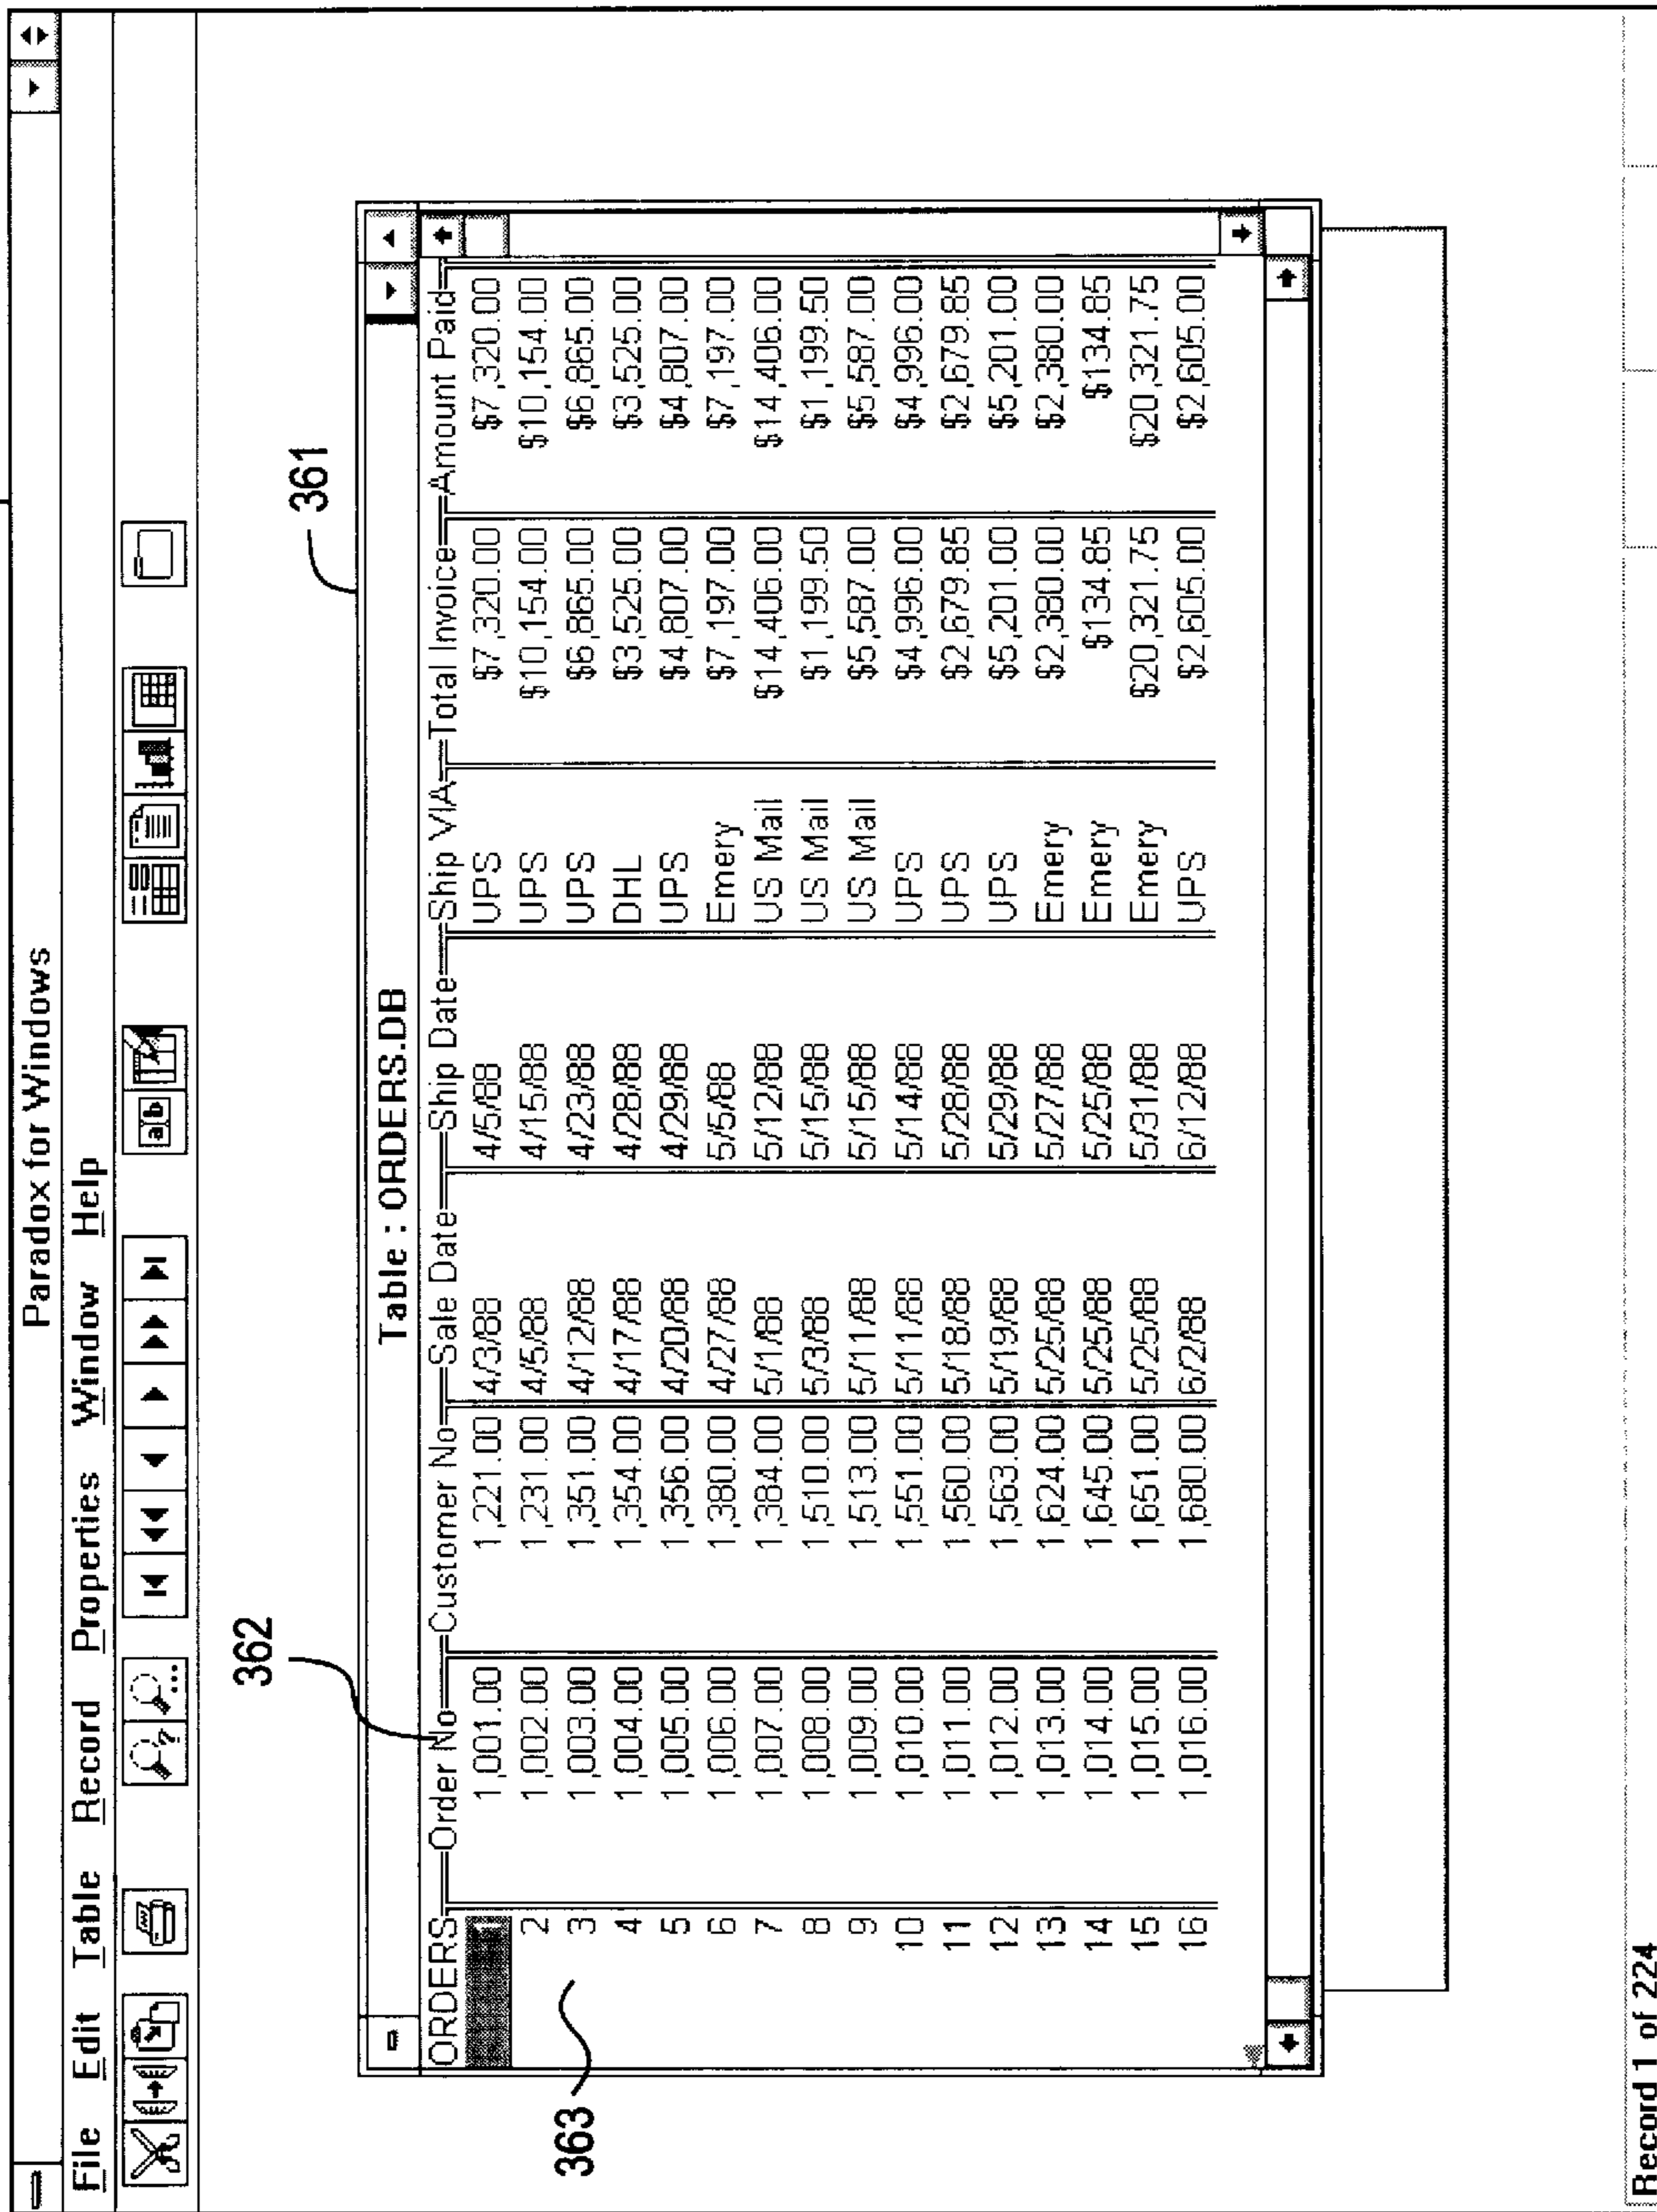 Paradox for Windows
File Edit Table Record Properties Window Help
a b
361
362
Table : ORDERS.DB
ORDERS Order No Customer No Sale Date Ship Date Ship VIA Total Invoice Amount Paid
1 1,001.00 1,221.00 4/3/88 4/5/88 UPS $7,320.00 $7,320.00
2 1,002.00 1,231.00 4/5/88 4/15/88 UPS $10,154.00 $10,154.00
3 1,003.00 1,351.00 4/12/88 4/23/88 UPS $6,865.00 $6,865.00
4 1,004.00 1,354.00 4/17/88 4/28/88 DHL $3,525.00 $3,525.00
5 1,005.00 1,356.00 4/20/88 4/29/88 UPS $4,807.00 $4,807.00
6 1,006.00 1,380.00 4/27/88 5/5/88 Emery $7,197.00 $7,197.00
7 1,007.00 1,384.00 5/1/88 5/12/88 US Mail $14,406.00 $14,406.00
8 1,008.00 1,510.00 5/3/88 5/15/88 US Mail $1,199.50 $1,199.50
9 1,009.00 1,513.00 5/11/88 5/15/88 US Mail $5,587.00 $5,587.00
10 1,010.00 1,551.00 5/11/88 5/14/88 UPS $4,996.00 $4,996.00
11 1,011.00 1,560.00 5/18/88 5/28/88 UPS $2,679.85 $2,679.85
12 1,012.00 1,563.00 5/19/88 5/29/88 UPS $5,201.00 $5,201.00
13 1,013.00 1,624.00 5/25/88 5/27/88 Emery $2,380.00 $2,380.00
14 1,014.00 1,645.00 5/25/88 5/25/88 Emery $134.85 $134.85
15 1,015.00 1,651.00 5/25/88 5/31/88 Emery $20,321.75 $20,321.75
16 1,016.00 1,680.00 6/2/88 6/12/88 UPS $2,605.00 $2,605.00
363
Record 1 of 224